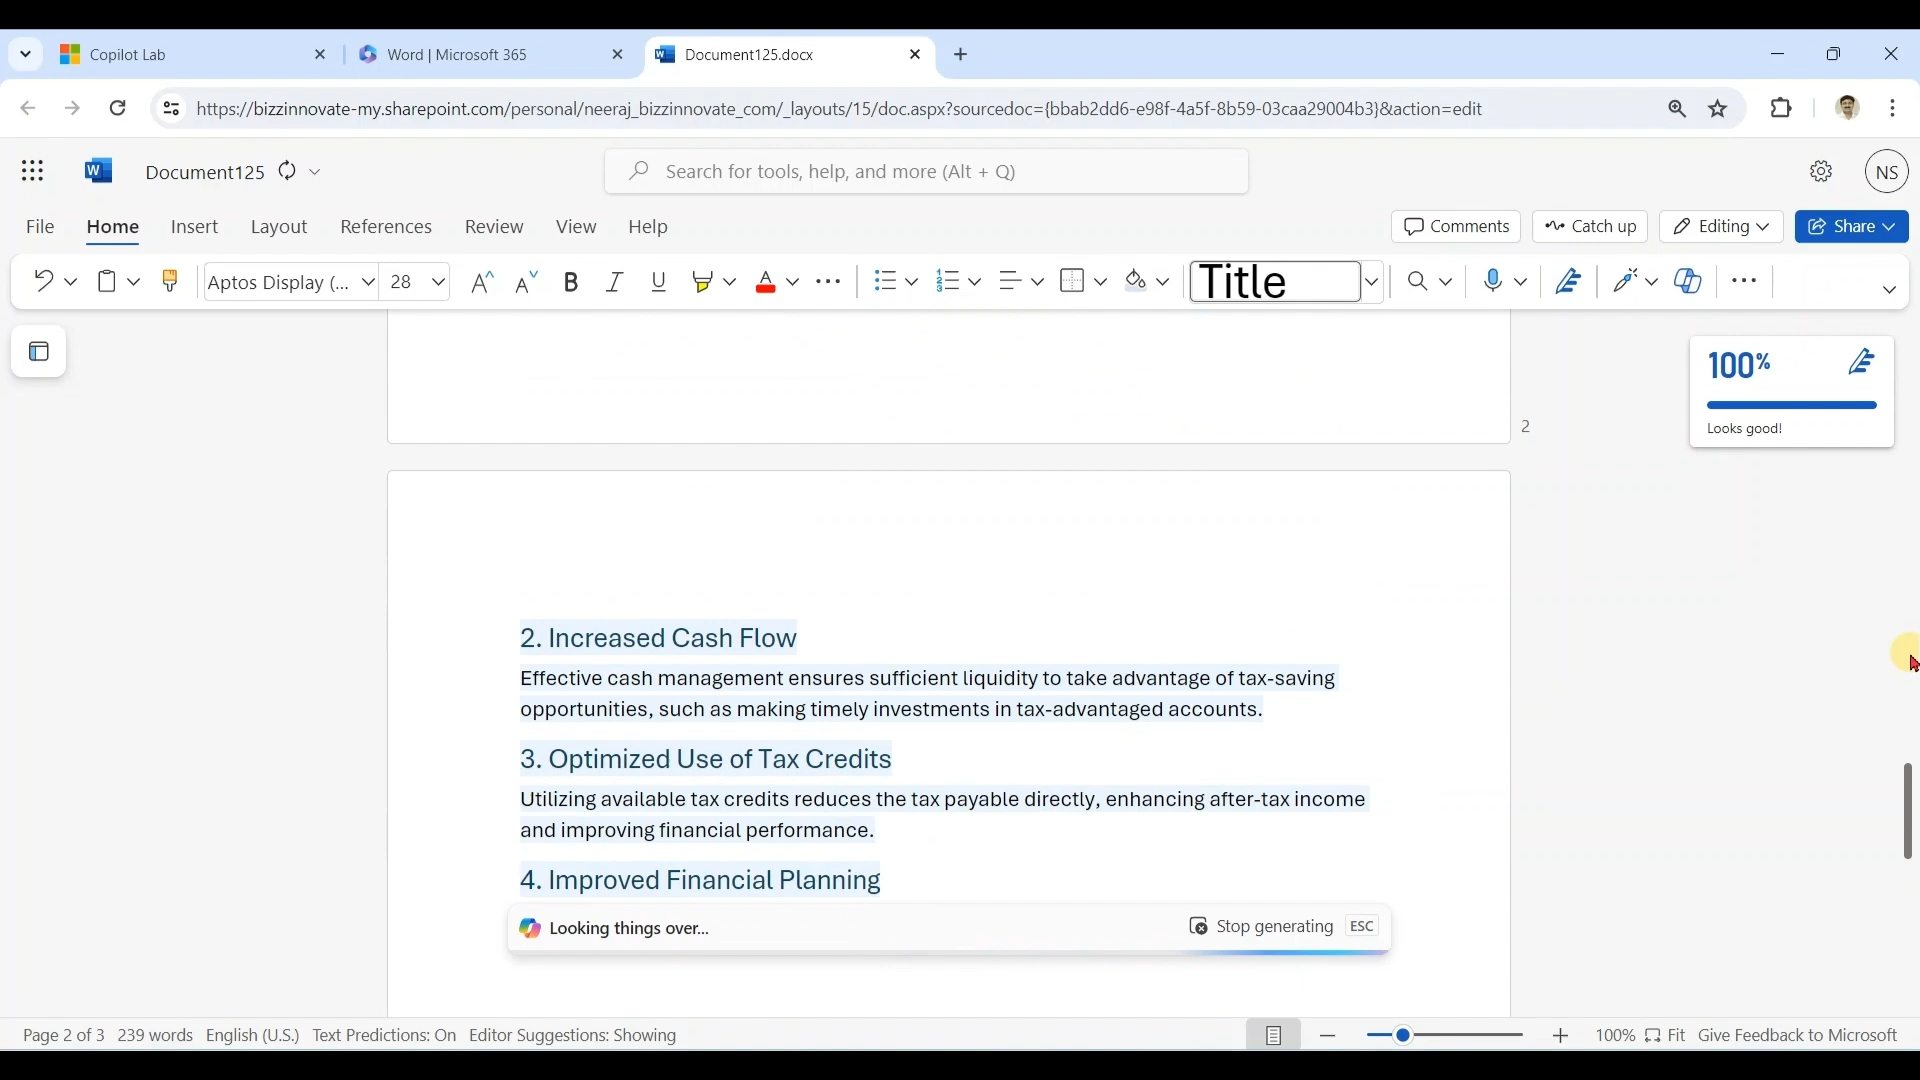 Copilot Lab
Word | Microsoft 365
Document125.docx
https://bizzinnovate-my.sharepoint.com/personal/neeraj_bizzinnovate_com/_layouts/15/doc.aspx?sourcedoc={bbab2dd6-e98f-4a5f-8b59-03caa29004b3}&action=edit
W Document125
Search for tools, help, and more (Alt + Q)
NS
File Home Insert Layout References Review View Help
Comments Catch up Editing Share
Aptos Display (... 28 Title
100%
Looks good!
2
2. Increased Cash Flow
Effective cash management ensures sufficient liquidity to take advantage of tax-saving
opportunities, such as making timely investments in tax-advantaged accounts.
3. Optimized Use of Tax Credits
Utilizing available tax credits reduces the tax payable directly, enhancing after-tax income
and improving financial performance.
4. Improved Financial Planning
Looking things over... Stop generating ESC
Page 2 of 3 239 words English (U.S.) Text Predictions: On Editor Suggestions: Showing 100% Fit Give Feedback to Microsoft